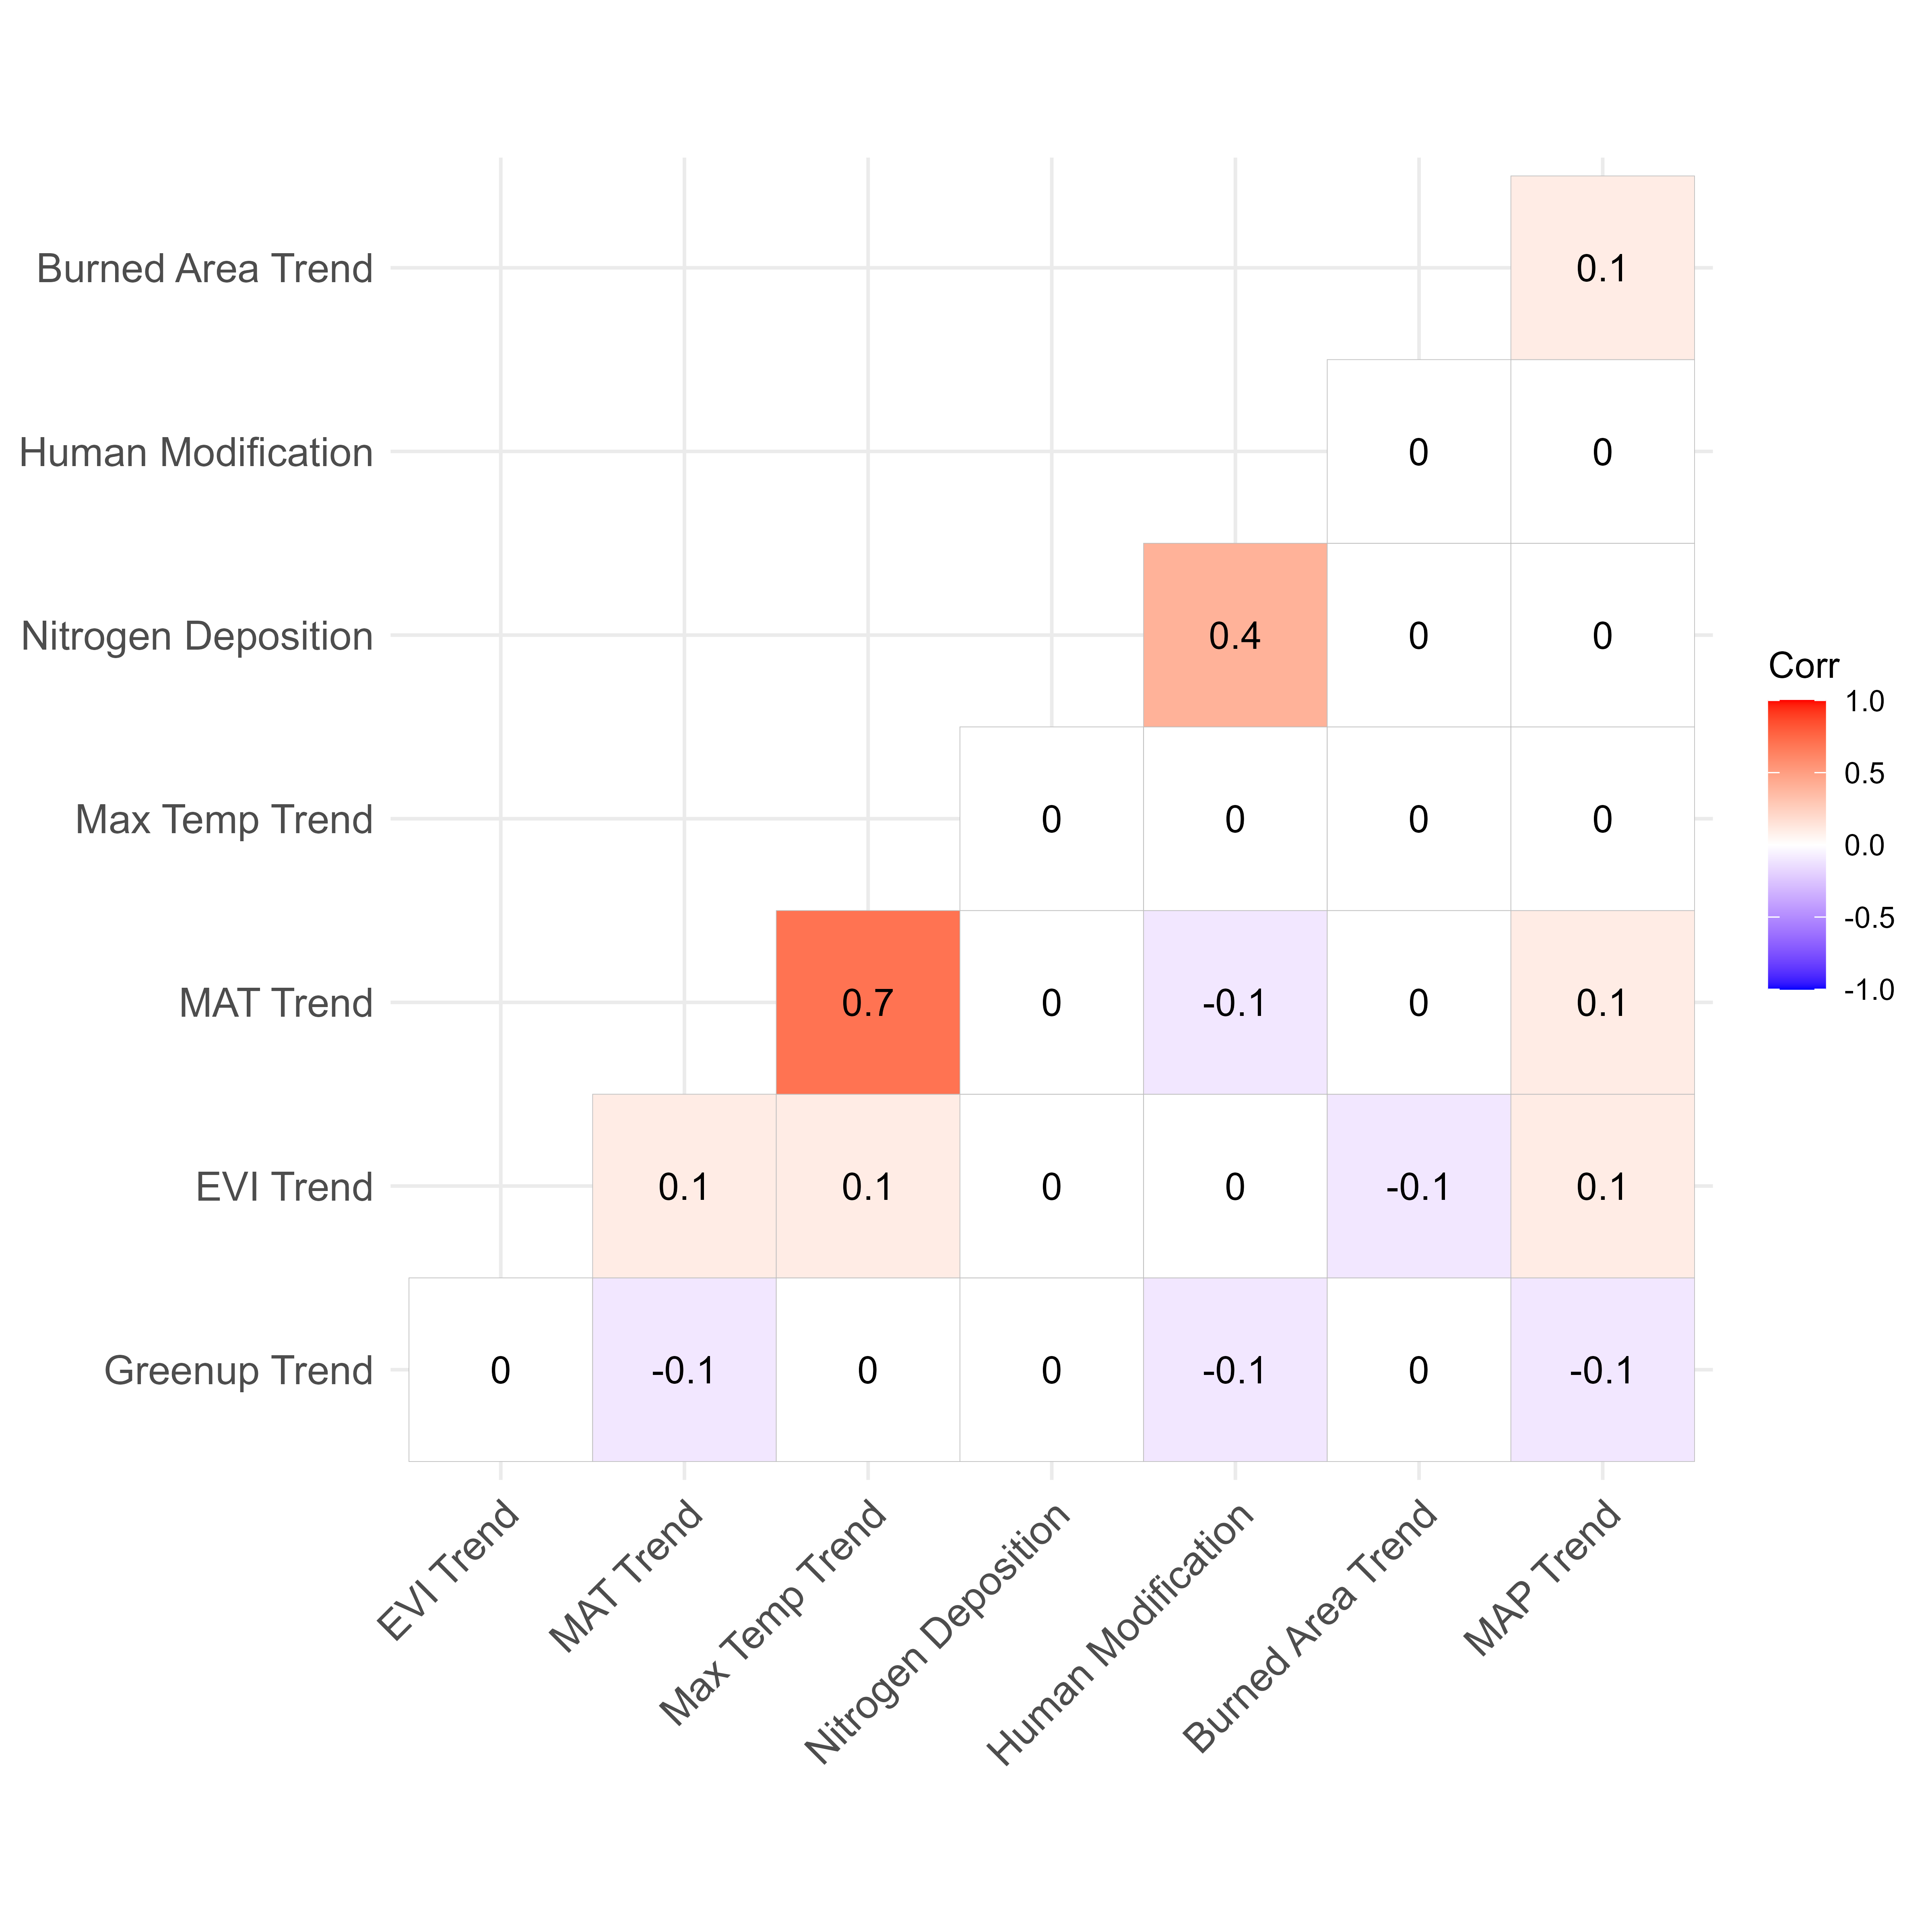 Burned Area Trend
0.1
Human Modification
0 0
Nitrogen Deposition
0.4 0 0
Corr
1.0
0.5
0.0
-0.5
-1.0
Max Temp Trend
0 0 0 0
MAT Trend
0.7 0 -0.1 0 0.1
EVI Trend
0.1 0.1 0 0 -0.1 0.1
Greenup Trend
0 -0.1 0 0 -0.1 0 -0.1
EVI Trend
MAT Trend
Max Temp Trend
Nitrogen Deposition
Human Modification
Burned Area Trend
MAP Trend